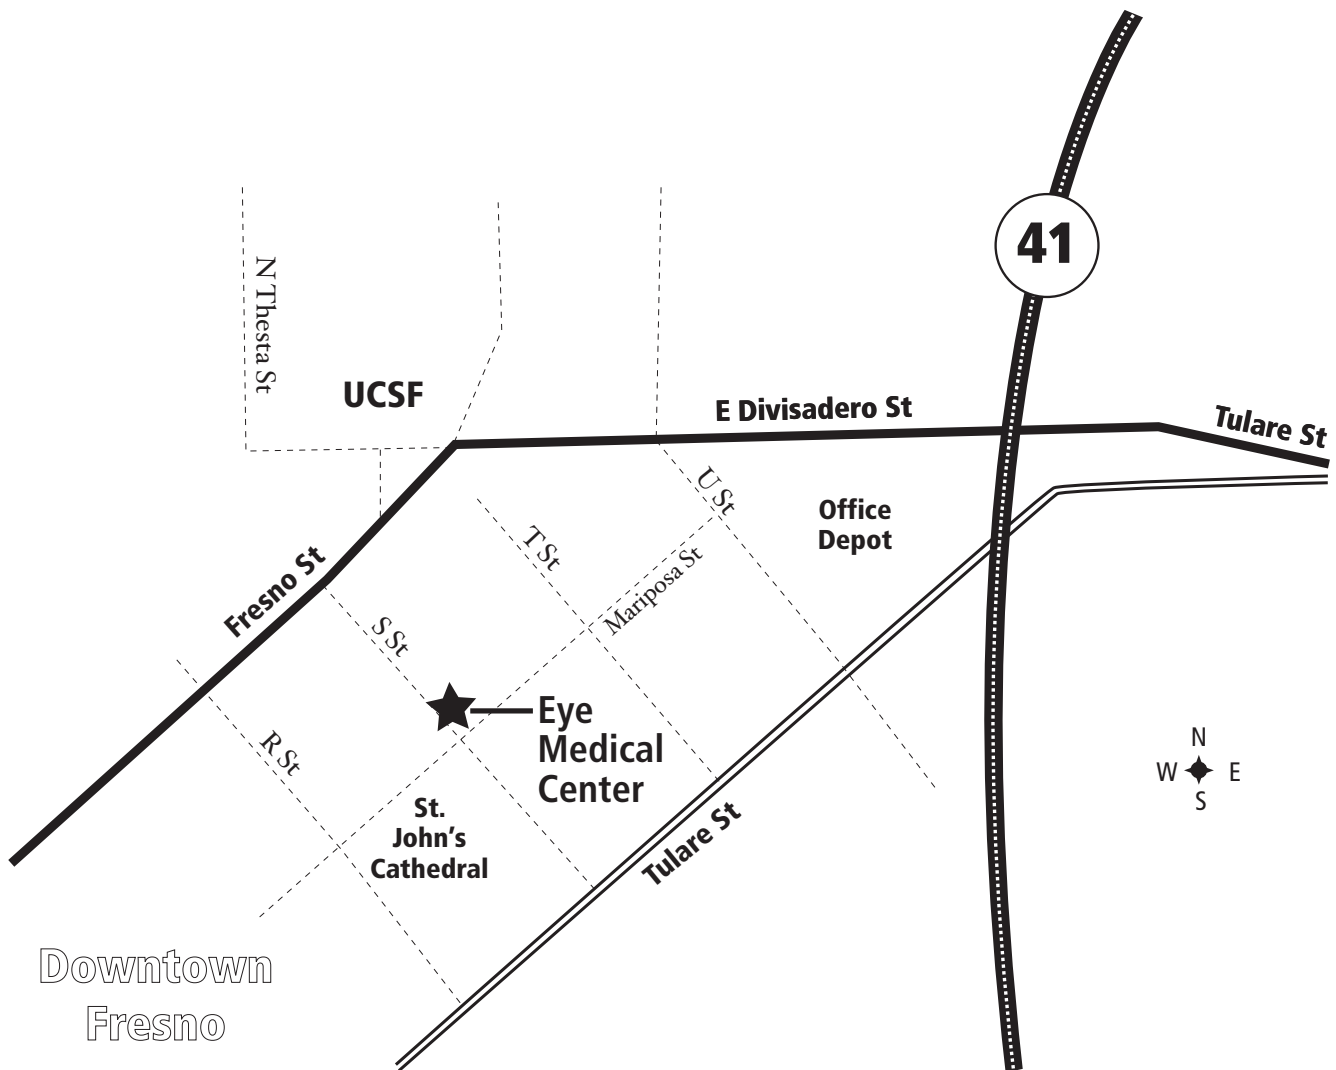 41
N Thesta St
UCSF
E Divisadero St
Tulare St
U St
Office
Depot
T St
Mariposa St
Fresno St
S St
Eye
Medical
Center
R St
N
W E
S
St.
John's
Cathedral
Tulare St
Downtown
Fresno